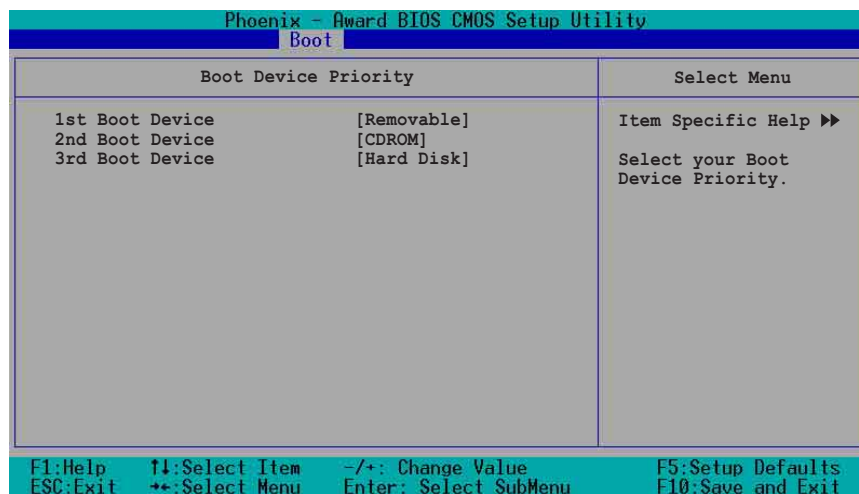 Phoenix - Award BIOS CMOS Setup Utility
Boot
Boot Device Priority
Select Menu
1st Boot Device [Removable]
2nd Boot Device [CDROM]
3rd Boot Device [Hard Disk]
Item Specific Help ▶▶
Select your Boot
Device Priority.
F1:Help ↑↓:Select Item -/+: Change Value F5:Setup Defaults
ESC:Exit →←:Select Menu Enter: Select SubMenu F10:Save and Exit